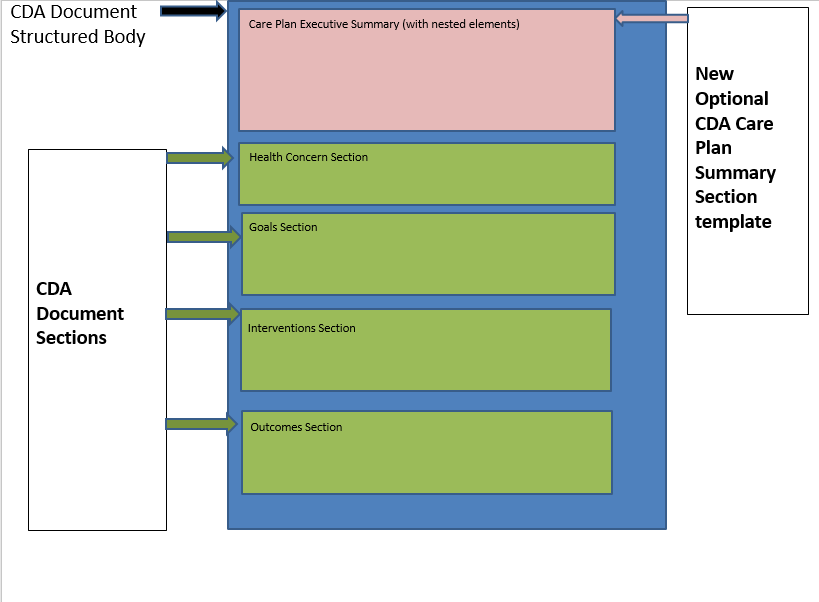 CDA Document
Structured Body
Care Plan Executive Summary (with nested elements)
New
Optional
CDA Care
Plan
Summary
Section
template
Health Concern Section
Goals Section
CDA
Document
Sections
Interventions Section
Outcomes Section